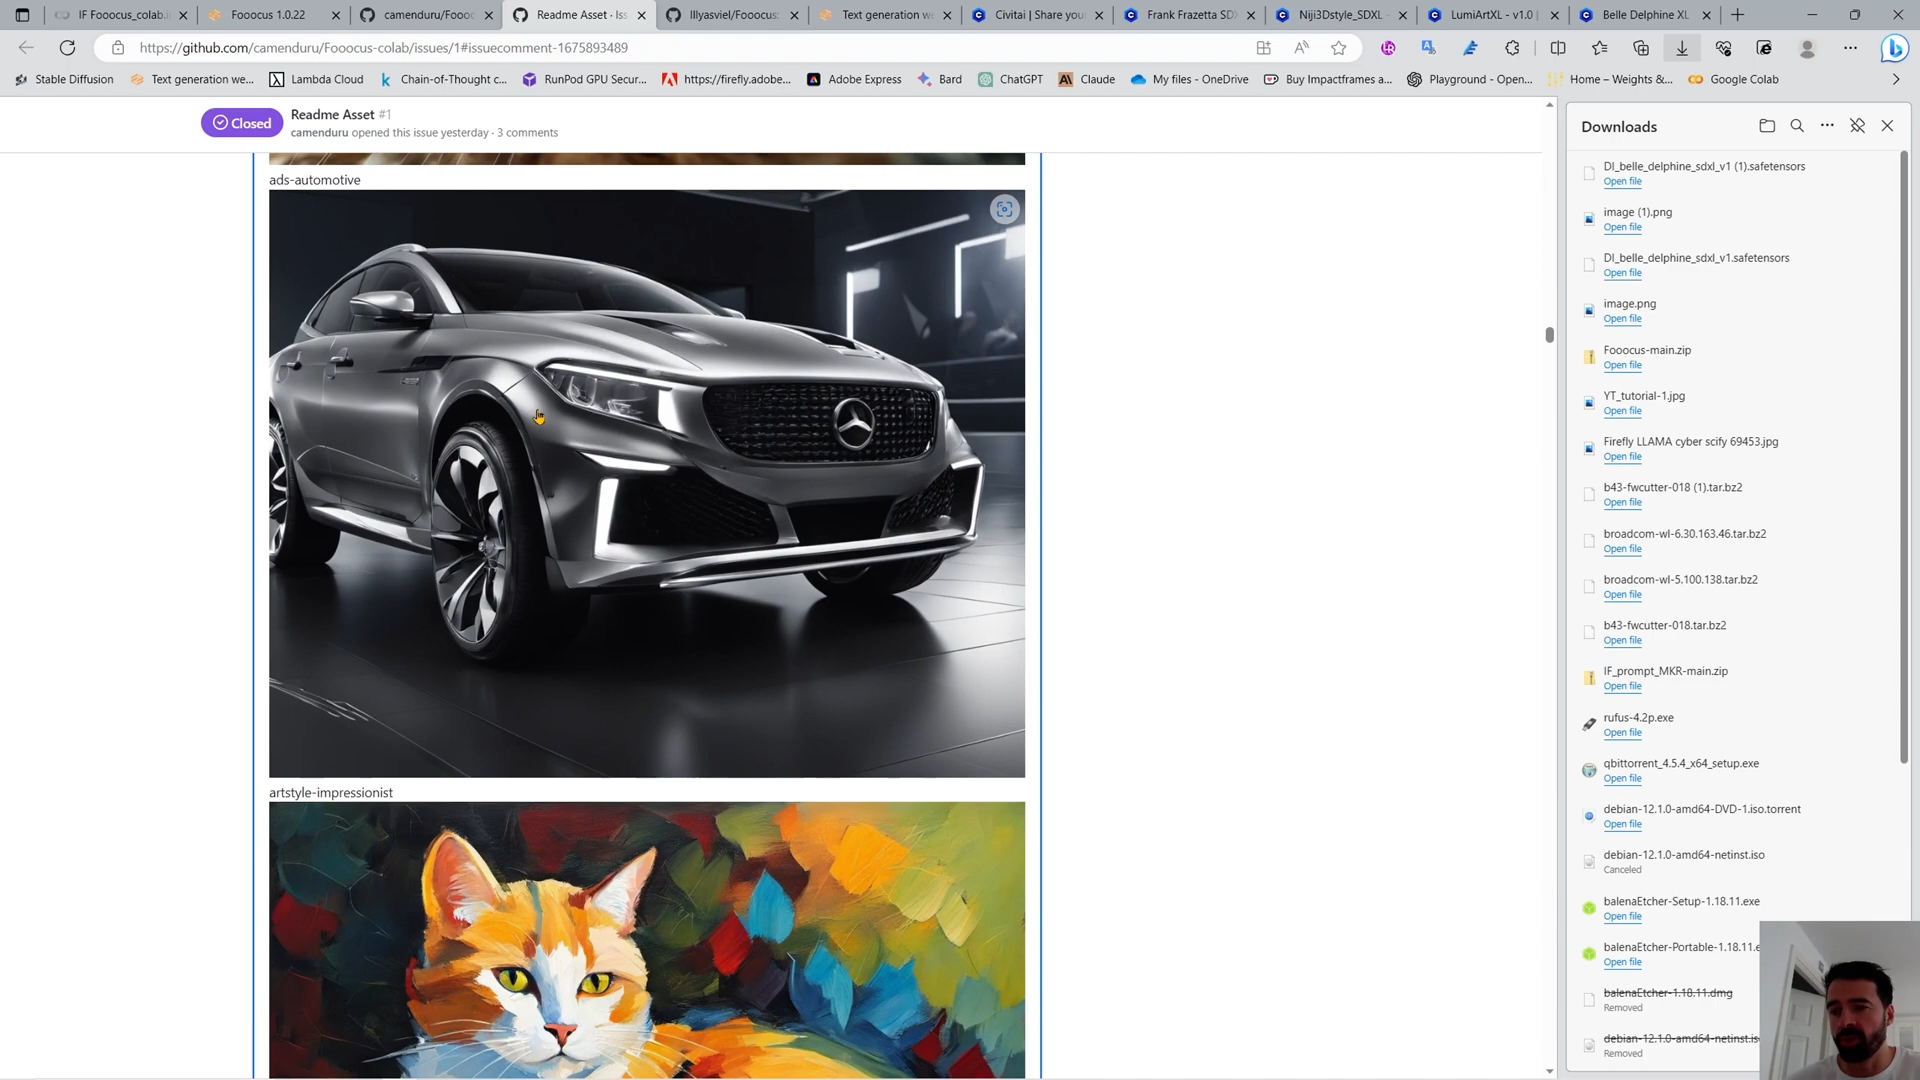 IF Fooocus_colab.i
Fooocus 1.0.22
camenduru/Foooc
Readme Asset · Iss
lllyasviel/Fooocus:
Text generation w
Civitai | Share you
Frank Frazetta SDX
Niji3Dstyle_SDXL -
LumiArtXL - v1.0 |
Belle Delphine XL
https://github.com/camenduru/Fooocus-colab/issues/1#issuecomment-1675893489
Stable Diffusion
Text generation we...
Lambda Cloud
Chain-of-Thought c...
RunPod GPU Secur...
https://firefly.adobe...
Adobe Express
Bard
ChatGPT
Claude
My files - OneDrive
Buy Impactframes a...
Playground - Open...
Home – Weights &...
Google Colab
Closed
Readme Asset #1
camenduru opened this issue yesterday · 3 comments
ads-automotive
artstyle-impressionist
Downloads
Dl_belle_delphine_sdxl_v1 (1).safetensors
Open file
image (1).png
Open file
Dl_belle_delphine_sdxl_v1.safetensors
Open file
image.png
Open file
Fooocus-main.zip
Open file
YT_tutorial-1.jpg
Open file
Firefly LLAMA cyber scify 69453.jpg
Open file
b43-fwcutter-018 (1).tar.bz2
Open file
broadcom-wl-6.30.163.46.tar.bz2
Open file
broadcom-wl-5.100.138.tar.bz2
Open file
b43-fwcutter-018.tar.bz2
Open file
IF_prompt_MKR-main.zip
Open file
rufus-4.2p.exe
Open file
qbittorrent_4.5.4_x64_setup.exe
Open file
debian-12.1.0-amd64-DVD-1.iso.torrent
Open file
debian-12.1.0-amd64-netinst.iso
Canceled
balenaEtcher-Setup-1.18.11.exe
Open file
balenaEtcher-Portable-1.18.11.e
Open file
balenaEtcher-1.18.11.dmg
Removed
debian-12.1.0-amd64-netinst.is
Removed